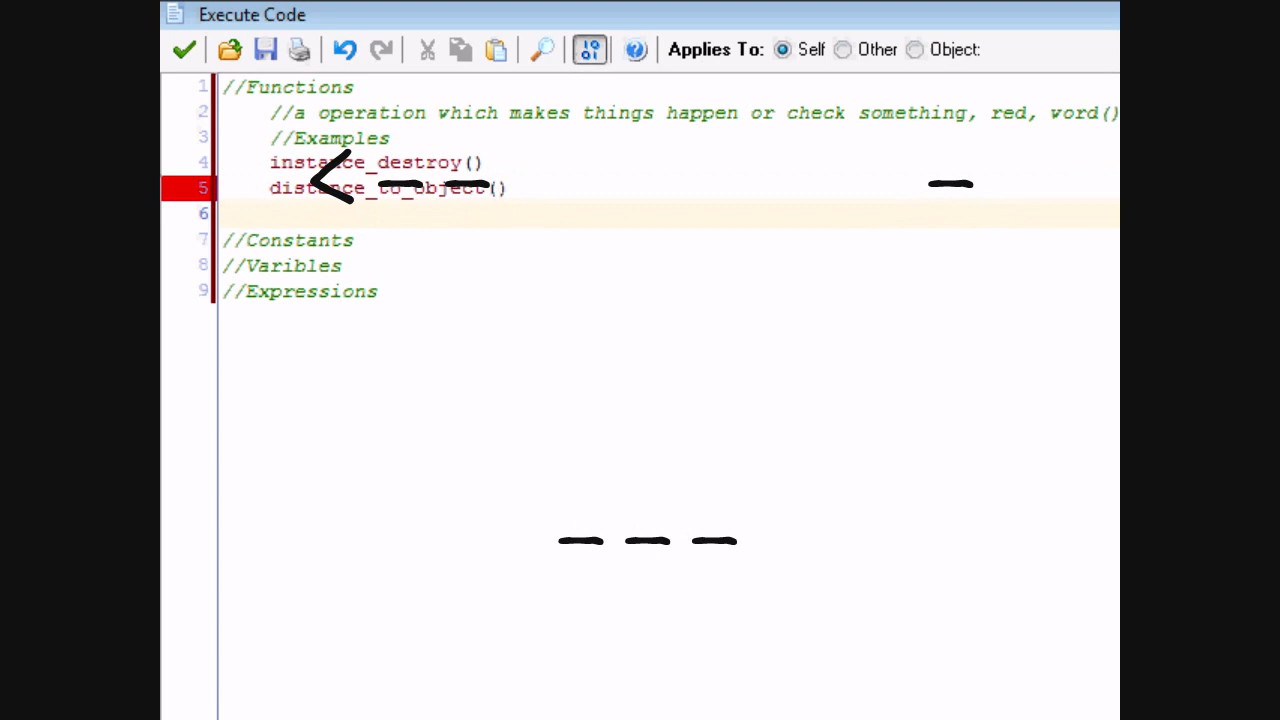 Execute Code
Applies To: Self Other Object:
1 //Functions
2 //a operation which makes things happen or check something, red, word()
3 //Examples
4 instance_destroy()
5 distance_to_object()
6
7 //Constants
8 //Varibles
9 //Expressions
< _ _ _
_ _ _